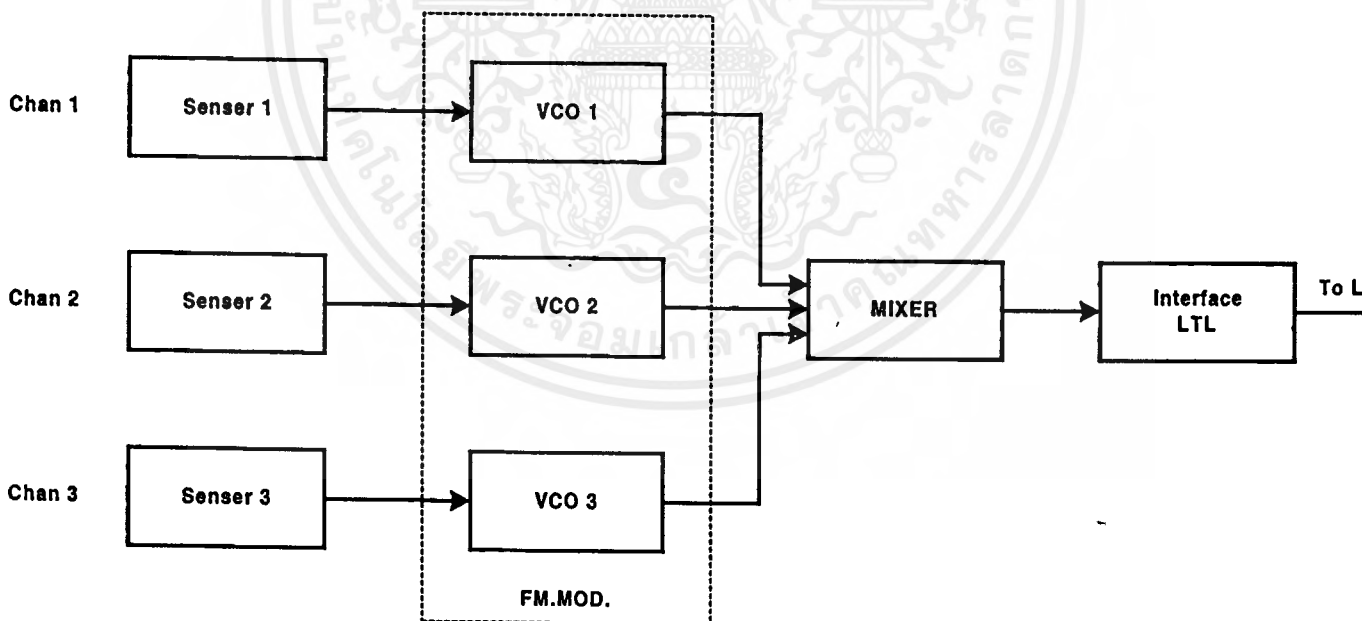 Chan 1
Senser 1
VCO 1
Chan 2
Senser 2
VCO 2
MIXER
Interface
LTL
To L
Chan 3
Senser 3
VCO 3
FM.MOD.